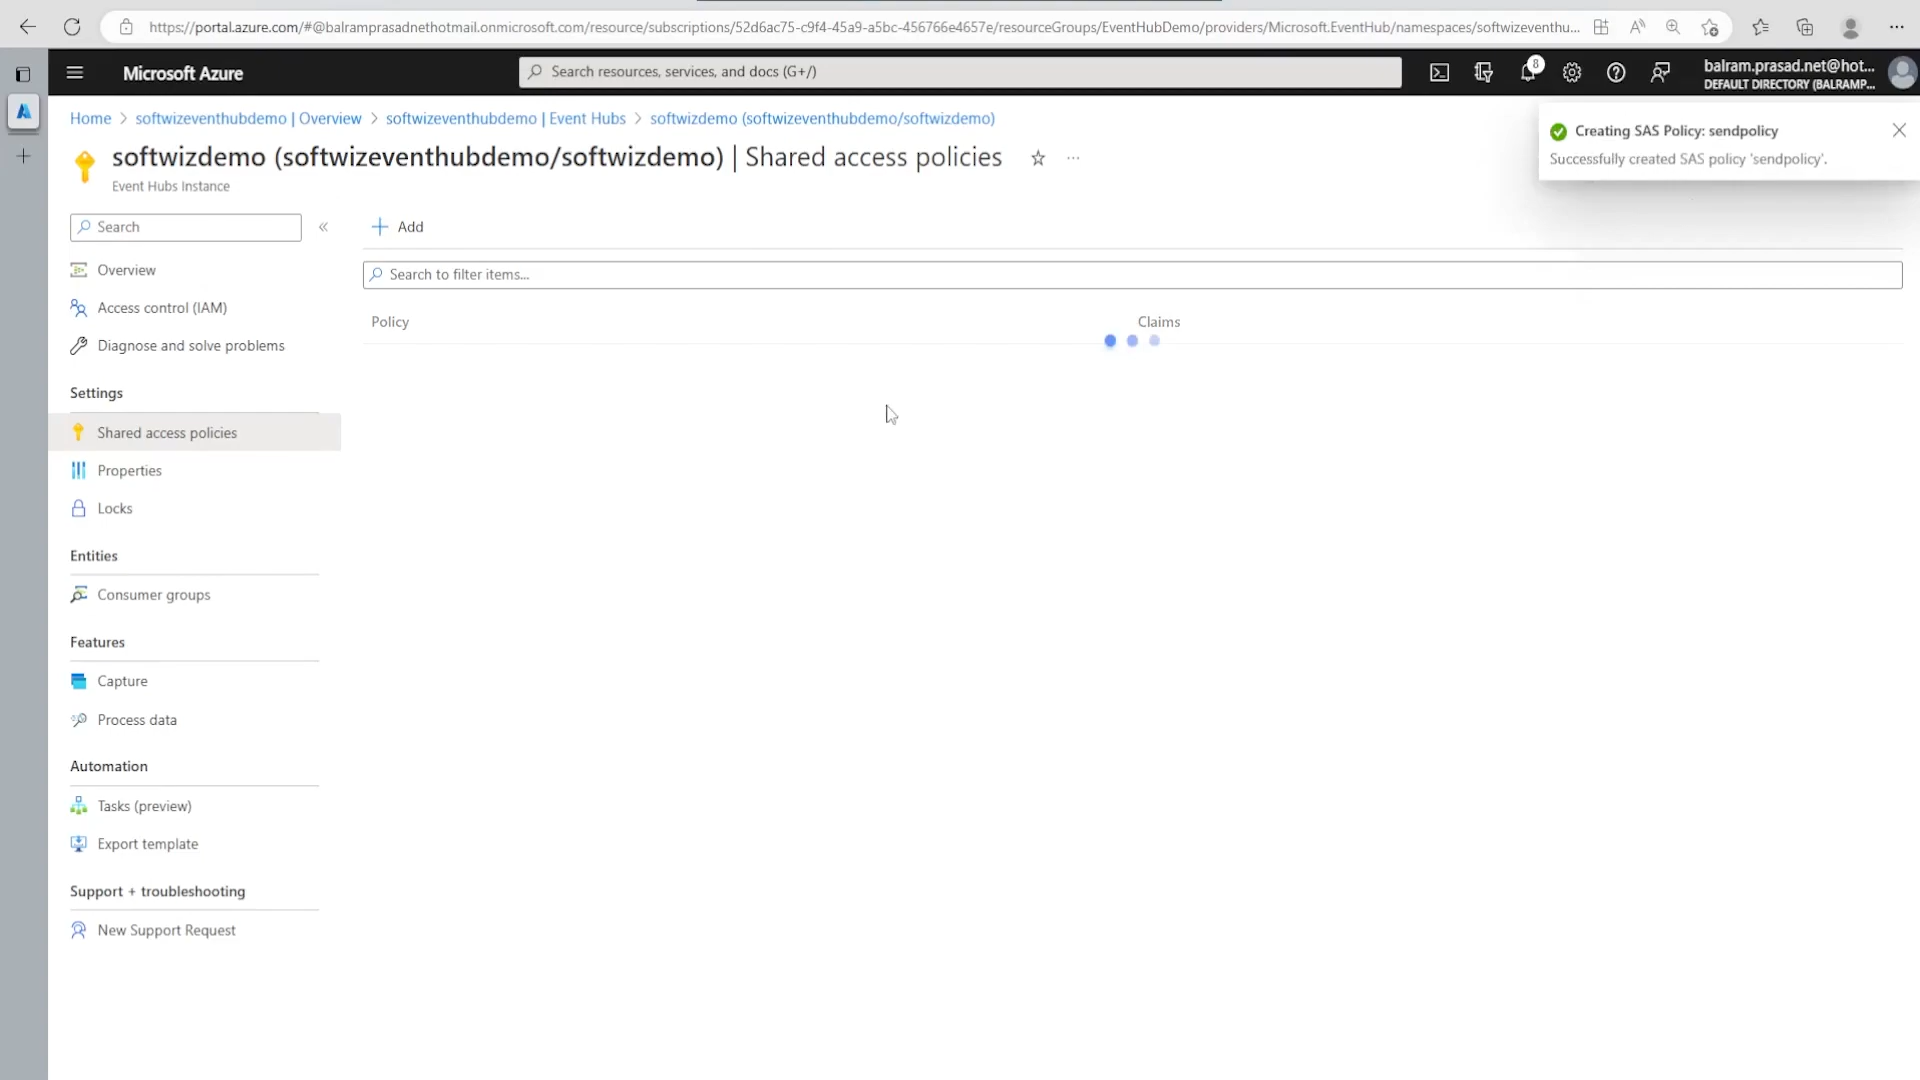 https://portal.azure.com/#@balramprasadnethotmail.onmicrosoft.com/resource/subscriptions/52d6ac75-c9f4-45a9-a5bc-456766e4657e/resourceGroups/EventHubDemo/providers/Microsoft.EventHub/namespaces/softwizeventhu...
Microsoft Azure
Search resources, services, and docs (G+/)
8
balram.prasad.net@hot...
DEFAULT DIRECTORY (BALRAMP...
Home > softwizeventhubdemo | Overview > softwizeventhubdemo | Event Hubs > softwizdemo (softwizeventhubdemo/softwizdemo)
softwizdemo (softwizeventhubdemo/softwizdemo) | Shared access policies
Event Hubs Instance
Creating SAS Policy: sendpolicy
Successfully created SAS policy 'sendpolicy'.
Search
Add
Search to filter items...
Policy
Claims
Overview
Access control (IAM)
Diagnose and solve problems
Settings
Shared access policies
Properties
Locks
Entities
Consumer groups
Features
Capture
Process data
Automation
Tasks (preview)
Export template
Support + troubleshooting
New Support Request